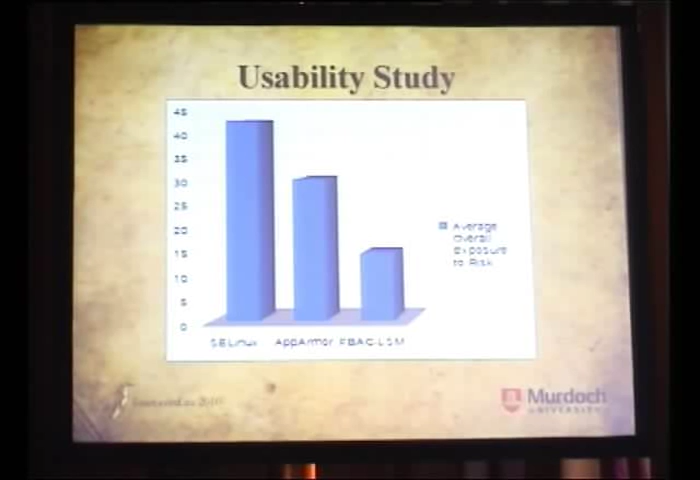 Usability Study
45
40
35
30
25
20
15
10
5
0
Average
Overall
Exposure
to Risk
SELinux AppArmor FBAC-LSM
2010
Murdoch
UNIVERSITY